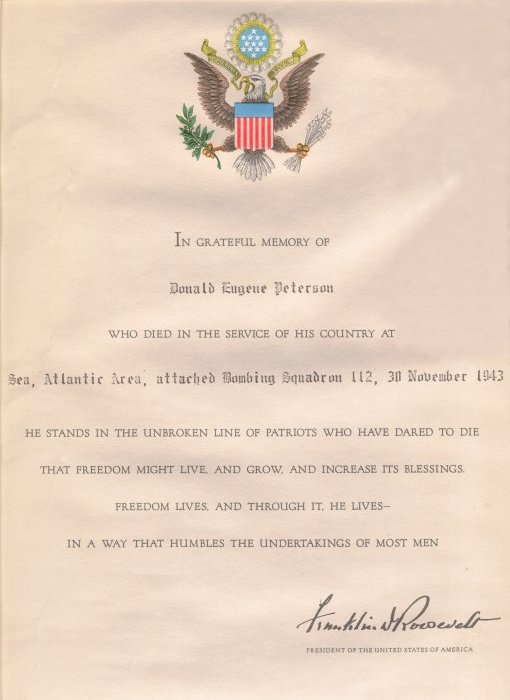 In grateful memory of
Donald Eugene Peterson
WHO DIED IN THE SERVICE OF HIS COUNTRY AT
Sea, Atlantic Area, attached Bombing Squadron 112, 30 November 1943
HE STANDS IN THE UNBROKEN LINE OF PATRIOTS WHO HAVE DARED TO DIE
THAT FREEDOM MIGHT LIVE, AND GROW, AND INCREASE ITS BLESSINGS.
FREEDOM LIVES, AND THROUGH IT, HE LIVES—
IN A WAY THAT HUMBLES THE UNDERTAKINGS OF MOST MEN
Franklin D Roosevelt
PRESIDENT OF THE UNITED STATES OF AMERICA